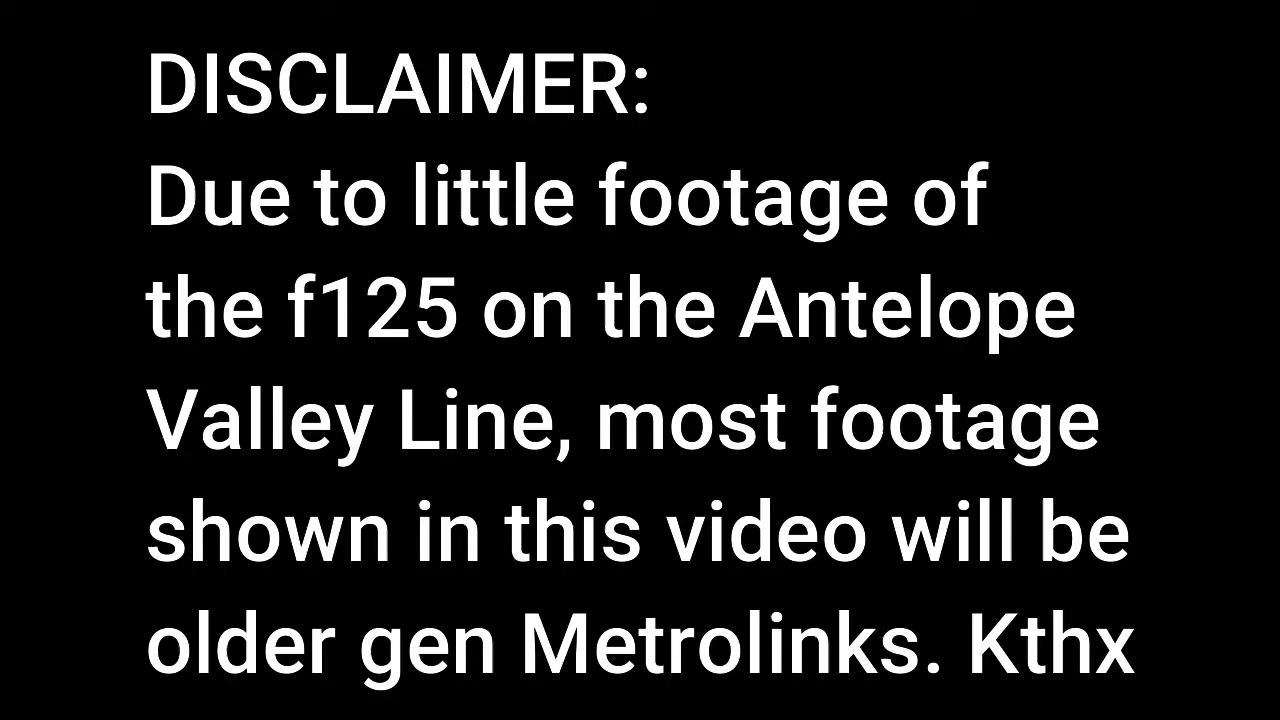 DISCLAIMER:
Due to little footage of
the f125 on the Antelope
Valley Line, most footage
shown in this video will be
older gen Metrolinks. Kthx